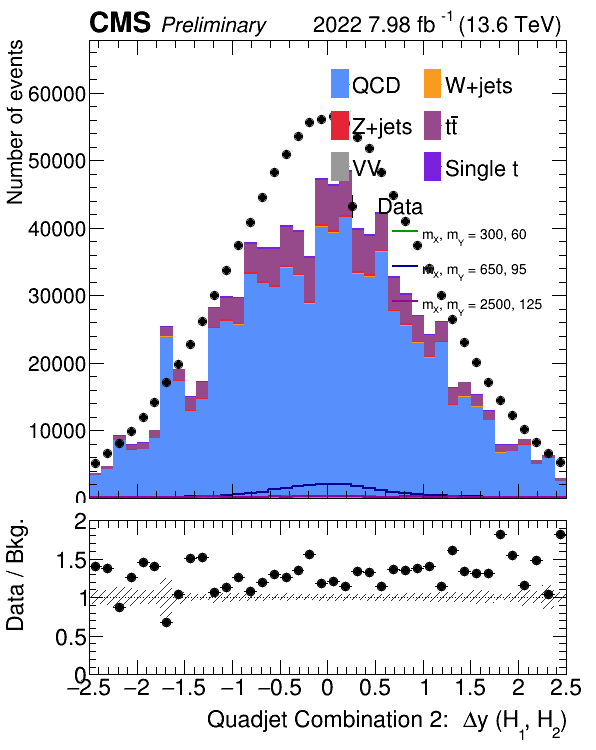 CMS Preliminary 2022 7.98 fb⁻¹ (13.6 TeV)
Number of events
60000
50000
40000
30000
20000
10000
0
QCD W+jets
Z+jets tt̄
VV Single t
Data
m_X, m_Y = 300, 60
m_X, m_Y = 650, 95
m_X, m_Y = 2500, 125
Data / Bkg.
2
1.5
1
0.5
0
−2.5 −2 −1.5 −1 −0.5 0 0.5 1 1.5 2 2.5
Quadjet Combination 2: Δy (H₁, H₂)